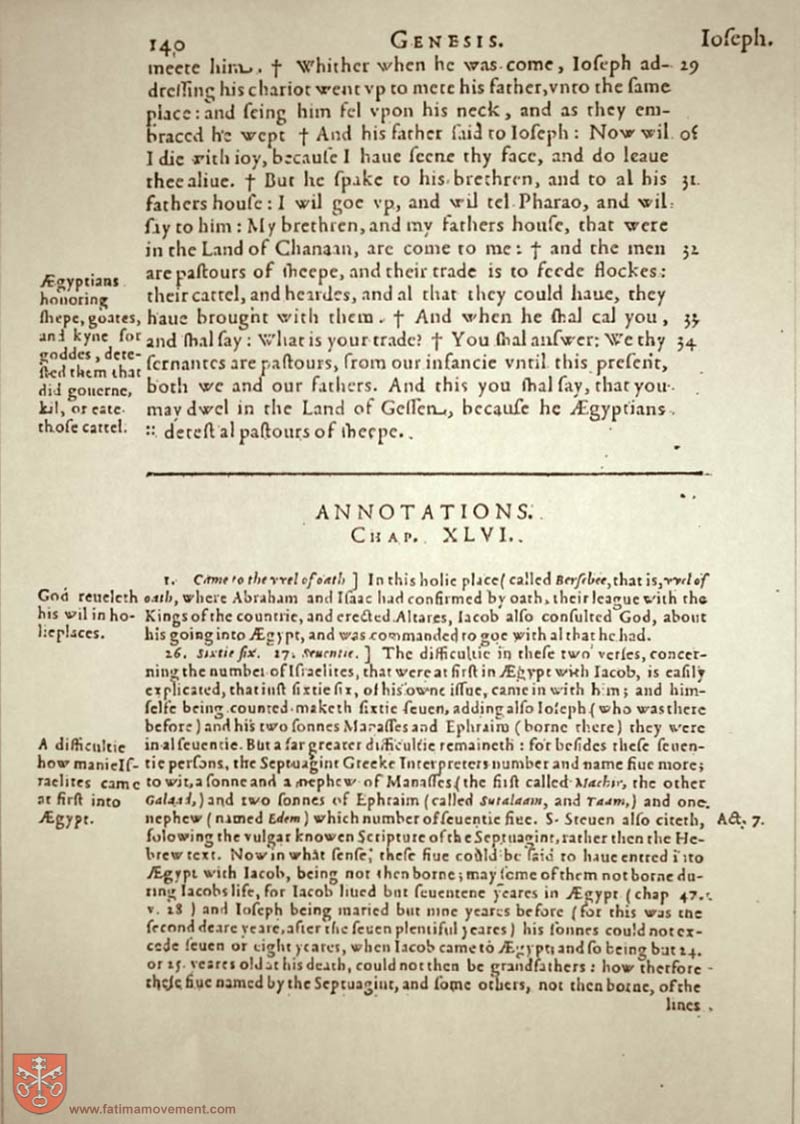 140 GENESIS. Ioſeph.
meete him. † Whither when he was come, Ioſeph ad- 29
dreſſing his chariot went vp to mete his father, vnto the ſame
place: and ſeing him fel vpon his neck, and as they em-
braced he wept † And his father ſaid to Ioſeph: Now wil
I die with ioy, becauſe I haue ſeene thy face, and do leaue
thee aliue. † But he ſpake to his brethren, and to al his 31.
fathers houſe: I wil goe vp, and wil tel Pharao, and wil
ſay to him: My brethren, and my fathers houſe, that were
in the Land of Chanaan, are come to me: † and the men 32
are paſtours of ſheepe, and their trade is to feede flockes:
their cattel, and heardes, and al that they could haue, they
haue brought with them. † And when he ſhal cal you, 33
and ſhal ſay: What is your trade? † You ſhal anſwer: We thy 34
ſeruantes are paſtours, from our infancie vntil this preſent,
both we and our fathers. And this you ſhal ſay, that you
may dwel in the Land of Geſſen, becauſe he Ægyptians
:: deteſt al paſtours of ſheepe.
Ægyptians
honoring
ſhepe, goates,
and kyne for
goddes, dete-
ſted them that
did gouerne,
kil, or eate
thoſe cattel.
ANNOTATIONS.
CHAP. XLVI.
1. Came to the vvel of oath ] In this holie place (called Berſebee, that is, vvel of
oath, where Abraham and Iſaac had confirmed by oath, their league with the
Kings of the countrie, and erected Altares, Iacob alſo conſulted God, about
his going into Ægypt, and was commanded to goe with al that he had.
God reueleth
his wil in ho-
lie places.
26. Sixtie ſix. 27. Seuentie. ] The difficultie in theſe two verſes, concer-
ning the number of Iſraelites, that were at firſt in Ægypt with Iacob, is eaſily
explicated, that iuſt ſixtie ſix, of his owne iſſue, came in with him; and him-
ſelfe being counted maketh ſixtie ſeuen, adding alſo Ioſeph (who was there
before) and his two ſonnes Manaſſes and Ephraim (borne there) they were
in al ſeuentie. But a far greater difficultie remaineth: for beſides theſe ſeuen-
tie perſons, the Septuagint Greeke Interpreters number and name fiue more;
to wit, a ſonne and a nephew of Manaſſes (the firſt called Machir, the other
Galaad,) and two ſonnes of Ephraim (called Sutalaam, and Taam,) and one
nephew (named Edem) which number of ſeuentie fiue. S. Steuen alſo citeth, Act. 7.
folowing the vulgar knowen Scripture of the Septuagint, rather then the He-
brew text. Now in what ſenſe, theſe fiue could be ſaid to haue entred into
Ægypt with Iacob, being not then borne; may ſome of them not borne du-
ring Iacobs life, for Iacob liued but ſeuentene yeares in Ægypt (chap 47.
v. 28) and Ioſeph being maried but nine yeares before (for this was the
ſecond deare yeare, after the ſeuen plentiful yeares) his ſonnes could not ex-
cede ſeuen or eight yeares, when Iacob came to Ægypt; and ſo being but 24.
or 25. yeares old at his death, could not then be grandfathers: how therfore
theſe fiue named by the Septuagint, and ſome others, not then borne, of the
lines
A difficultie
how manie Iſ-
raelites came
at firſt into
Ægypt.
www.fatimamovement.com